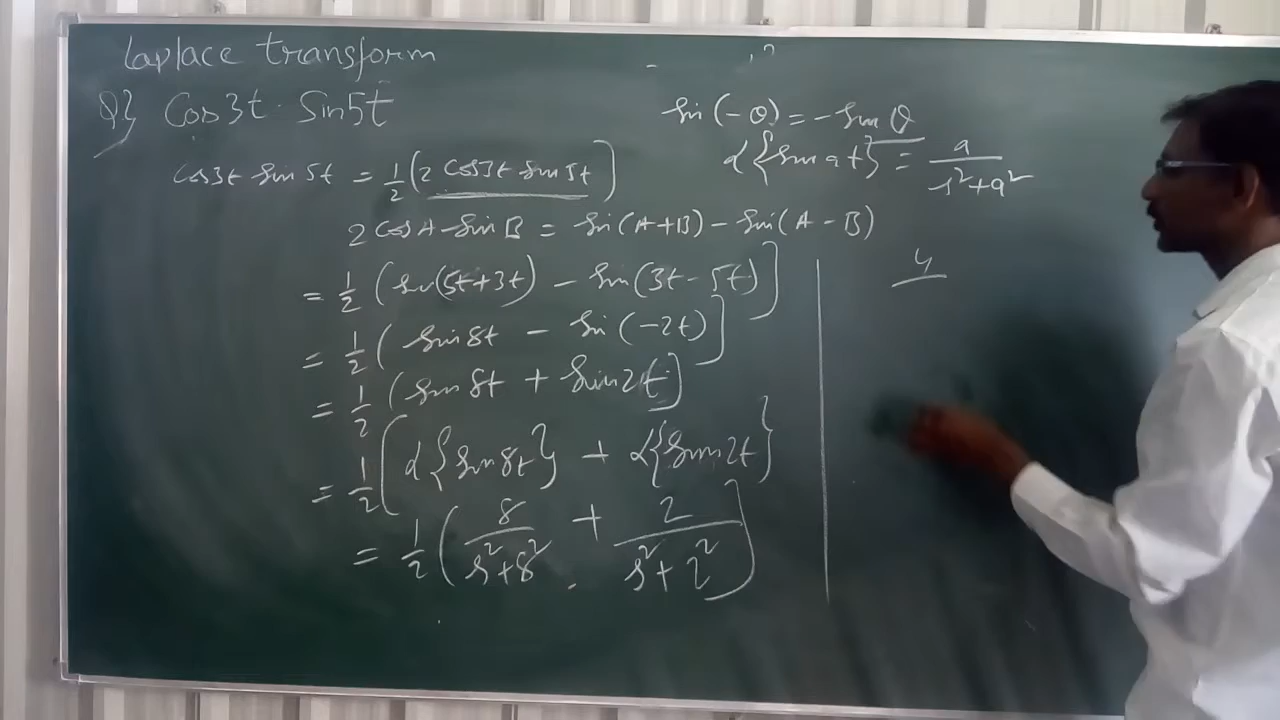 Laplace transform
Q} Cos3t · Sin5t
cos3t · sin5t = 1/2 (2 cos3t · sin5t)
2 cosA · sinB = sin(A+B) - sin(A-B)
= 1/2 (sin(5t+3t) - sin(3t-5t)]
= 1/2 ( sin8t - sin(-2t)]
= 1/2 (sin 8t + Sin2t]
= 1/2 (L{sin8t} + L{sin2t}
= 1/2 ( 8/(s²+8²) + 2/(s²+2²) )
sin(-θ) = -sinθ
L{sin at} = a/(s²+a²)
4